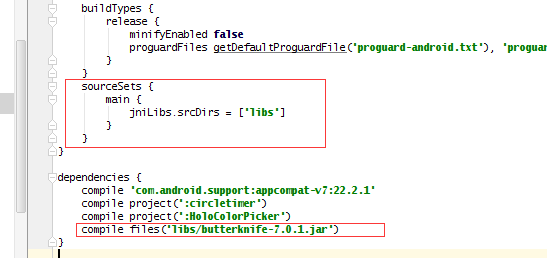 buildTypes {
release {
minifyEnabled false
proguardFiles getDefaultProguardFile('proguard-android.txt'), 'progua
}
}
sourceSets {
main {
jniLibs.srcDirs = ['libs']
}
}
}
dependencies {
compile 'com.android.support:appcompat-v7:22.2.1'
compile project(':circletimer')
compile project(':HoloColorPicker')
compile files('libs/butterknife-7.0.1.jar')
}